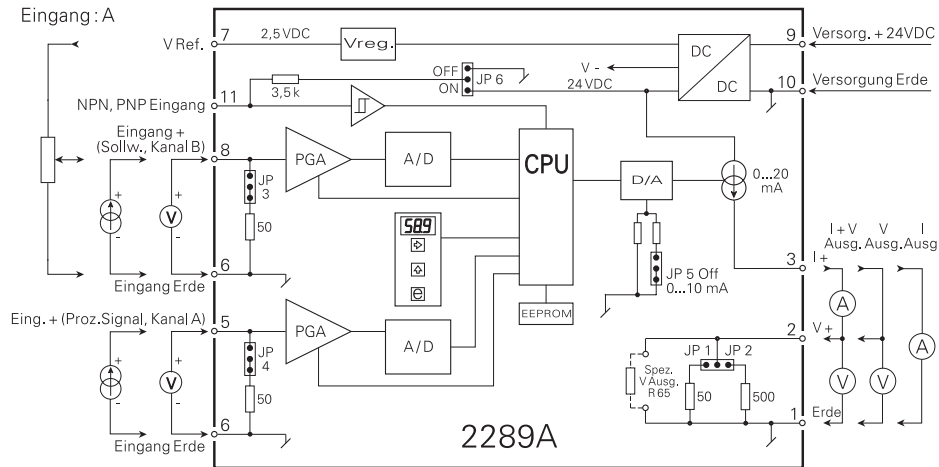 Eingang : A
V Ref.
7
2,5 VDC
Vreg.
DC
DC
9
Versorg. + 24VDC
V -
24VDC
10
Versorgung Erde
OFF
ON
JP 6
3,5 k
11
NPN, PNP Eingang
Eingang +
(Sollw., Kanal B)
8
PGA
A/D
CPU
D/A
0...20
mA
JP
3
50
+
-
+
V
-
6
Eingang Erde
58.9
e
JP 5 Off
0...10 mA
EEPROM
I + V
Ausg.
V
Ausg.
I
Ausg
3
I +
A
A
Eing. + (Proz.Signal, Kanal A)
5
PGA
A/D
JP
4
50
+
-
+
V
-
6
Eingang Erde
2
V +
JP 1
JP 2
Spez.
V Ausg.
R 65
50
500
V
V
1
Erde
2289A